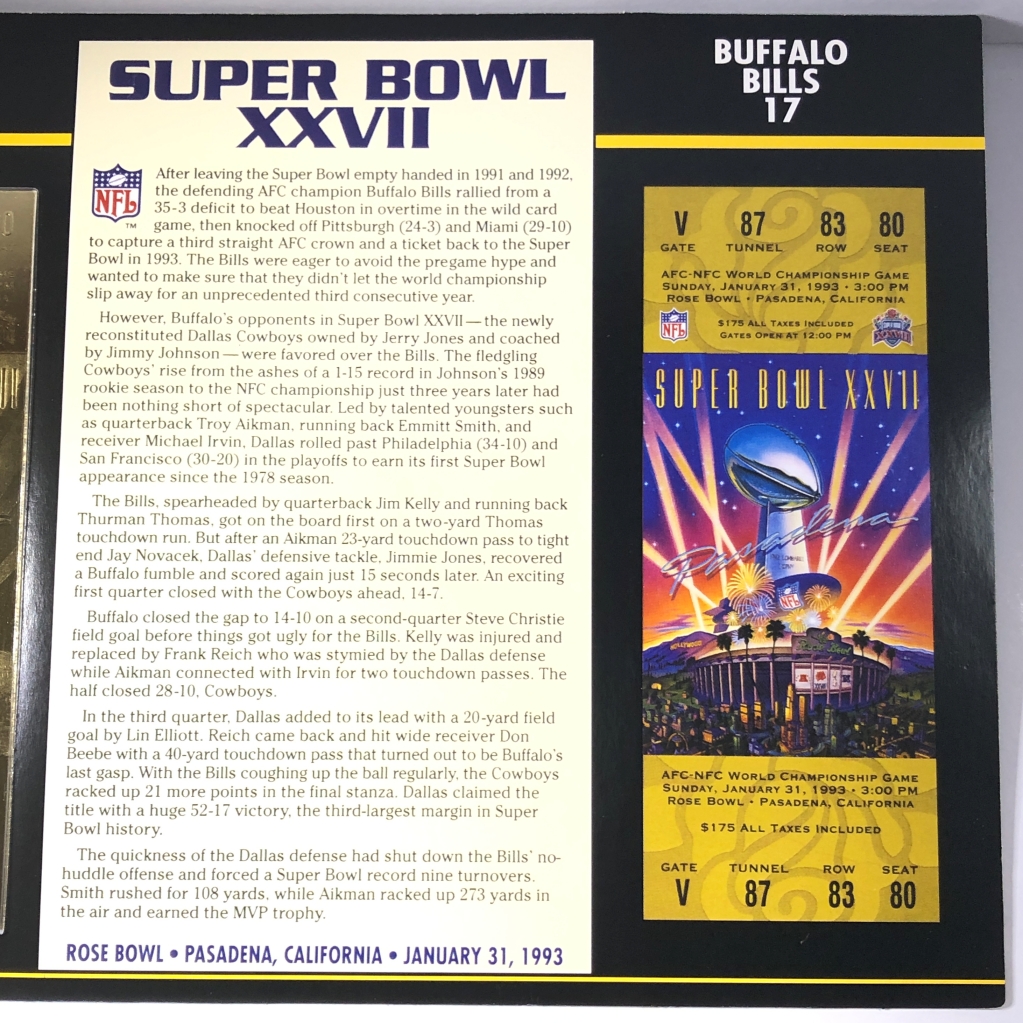 SUPER BOWL
XXVII
NFL
™
After leaving the Super Bowl empty handed in 1991 and 1992,
the defending AFC champion Buffalo Bills rallied from a
35-3 deficit to beat Houston in overtime in the wild card
game, then knocked off Pittsburgh (24-3) and Miami (29-10)
to capture a third straight AFC crown and a ticket back to the Super
Bowl in 1993. The Bills were eager to avoid the pregame hype and
wanted to make sure that they didn't let the world championship
slip away for an unprecedented third consecutive year.
However, Buffalo's opponents in Super Bowl XXVII — the newly
reconstituted Dallas Cowboys owned by Jerry Jones and coached
by Jimmy Johnson — were favored over the Bills. The fledgling
Cowboys' rise from the ashes of a 1-15 record in Johnson's 1989
rookie season to the NFC championship just three years later had
been nothing short of spectacular. Led by talented youngsters such
as quarterback Troy Aikman, running back Emmitt Smith, and
receiver Michael Irvin, Dallas rolled past Philadelphia (34-10) and
San Francisco (30-20) in the playoffs to earn its first Super Bowl
appearance since the 1978 season.
The Bills, spearheaded by quarterback Jim Kelly and running back
Thurman Thomas, got on the board first on a two-yard Thomas
touchdown run. But after an Aikman 23-yard touchdown pass to tight
end Jay Novacek, Dallas' defensive tackle, Jimmie Jones, recovered
a Buffalo fumble and scored again just 15 seconds later. An exciting
first quarter closed with the Cowboys ahead, 14-7.
Buffalo closed the gap to 14-10 on a second-quarter Steve Christie
field goal before things got ugly for the Bills. Kelly was injured and
replaced by Frank Reich who was stymied by the Dallas defense
while Aikman connected with Irvin for two touchdown passes. The
half closed 28-10, Cowboys.
In the third quarter, Dallas added to its lead with a 20-yard field
goal by Lin Elliott. Reich came back and hit wide receiver Don
Beebe with a 40-yard touchdown pass that turned out to be Buffalo's
last gasp. With the Bills coughing up the ball regularly, the Cowboys
racked up 21 more points in the final stanza. Dallas claimed the
title with a huge 52-17 victory, the third-largest margin in Super
Bowl history.
The quickness of the Dallas defense had shut down the Bills' no-
huddle offense and forced a Super Bowl record nine turnovers.
Smith rushed for 108 yards, while Aikman racked up 273 yards in
the air and earned the MVP trophy.
ROSE BOWL • PASADENA, CALIFORNIA • JANUARY 31, 1993
BUFFALO
BILLS
17
V 87 83 80
GATE TUNNEL ROW SEAT
AFC-NFC WORLD CHAMPIONSHIP GAME
SUNDAY, JANUARY 31, 1993 • 3:00 PM
ROSE BOWL • PASADENA, CALIFORNIA
NFL
$175 ALL TAXES INCLUDED
GATES OPEN AT 12:00 PM
SUPER BOWL XXVII
Pasadena
NFL
HOLLYWOOD
Rose Bowl
AFC-NFC WORLD CHAMPIONSHIP GAME
SUNDAY, JANUARY 31, 1993 • 3:00 PM
ROSE BOWL • PASADENA, CALIFORNIA
$175 ALL TAXES INCLUDED
GATE TUNNEL ROW SEAT
V 87 83 80